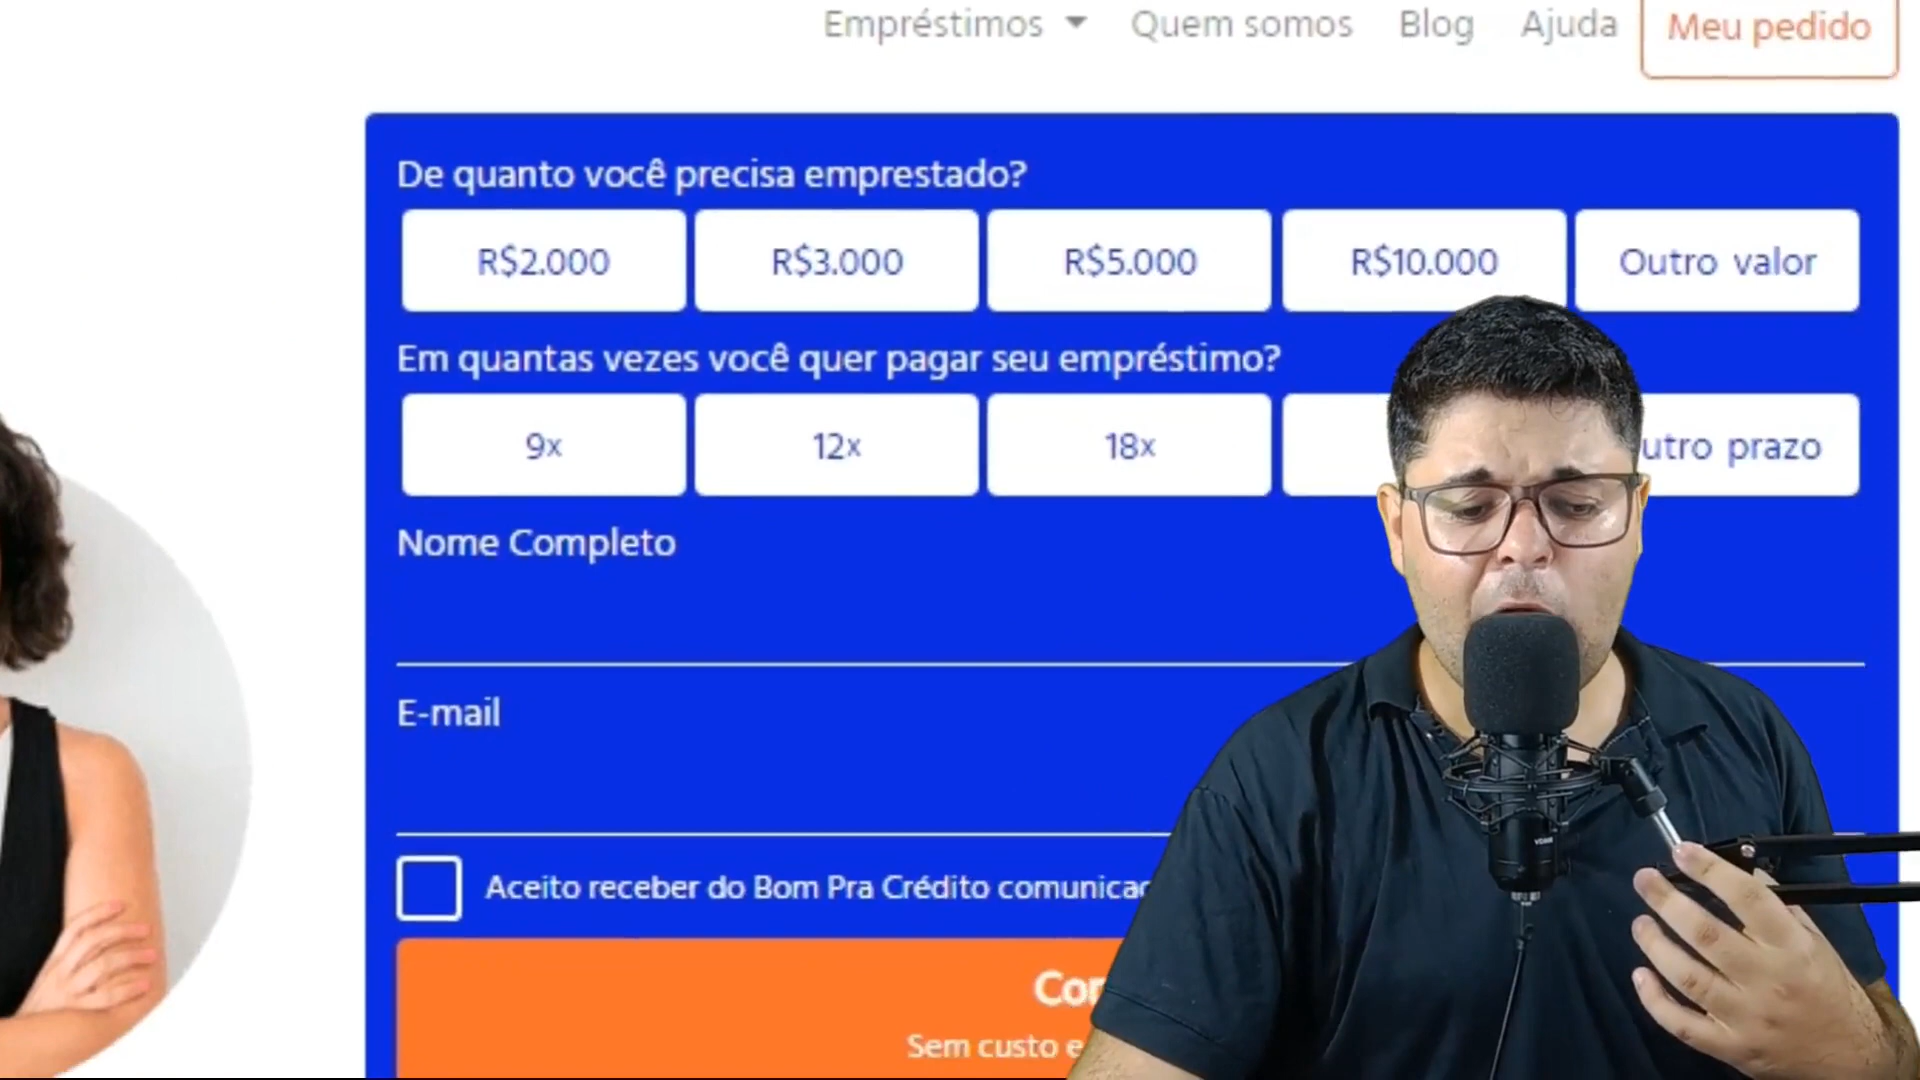 Empréstimos Quem somos Blog Ajuda Meu pedido
De quanto você precisa emprestado?
R$2.000 R$3.000 R$5.000 R$10.000 Outro valor
Em quantas vezes você quer pagar seu empréstimo?
9x 12x 18x prazo
Nome Completo
E-mail
Aceito receber do Bom Pra Crédito
Sem custo e